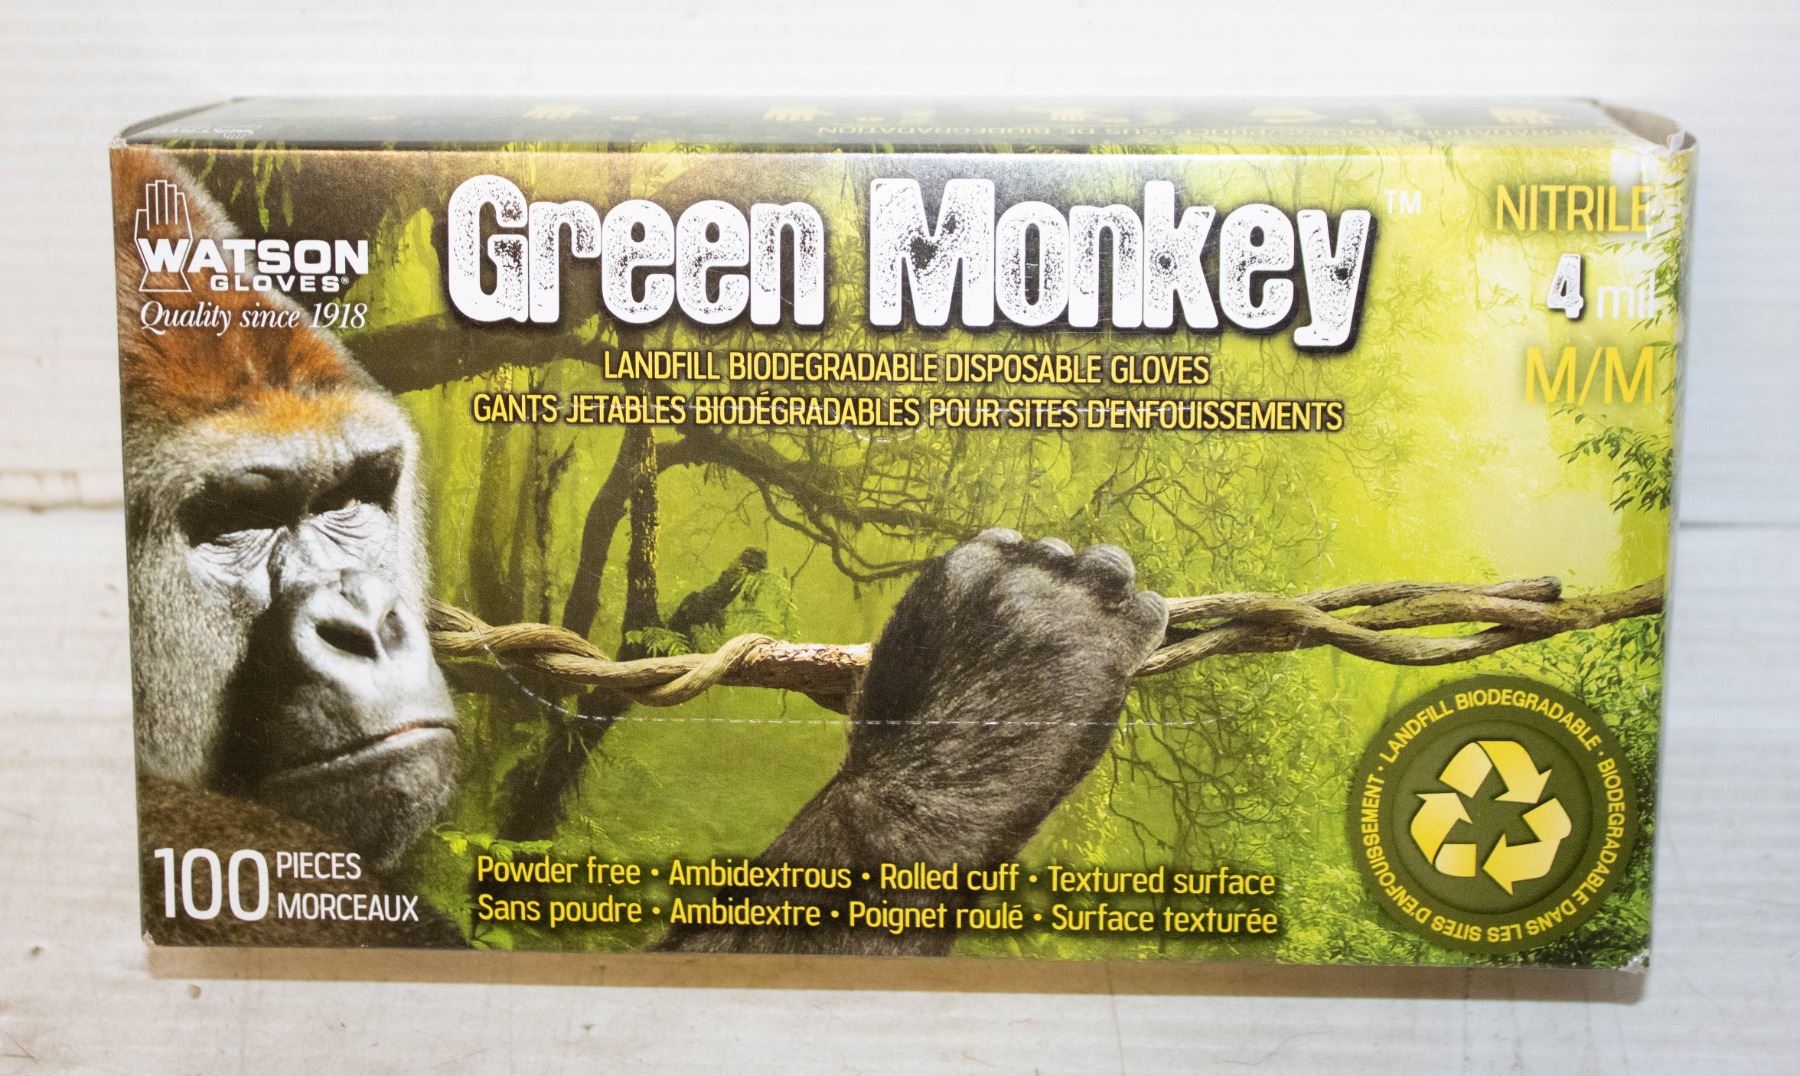 WATSON
GLOVES®
Quality since 1918
Green Monkey™
LANDFILL BIODEGRADABLE DISPOSABLE GLOVES
GANTS JETABLES BIODÉGRADABLES POUR SITES D'ENFOUISSEMENTS
NITRILE
4 mil
M/M
100 PIECES
MORCEAUX
Powder free • Ambidextrous • Rolled cuff • Textured surface
Sans poudre • Ambidextre • Poignet roulé • Surface texturée
LANDFILL BIODEGRADABLE • BIODEGRADABLE DANS LES SITES D'ENFOUISSEMENT •